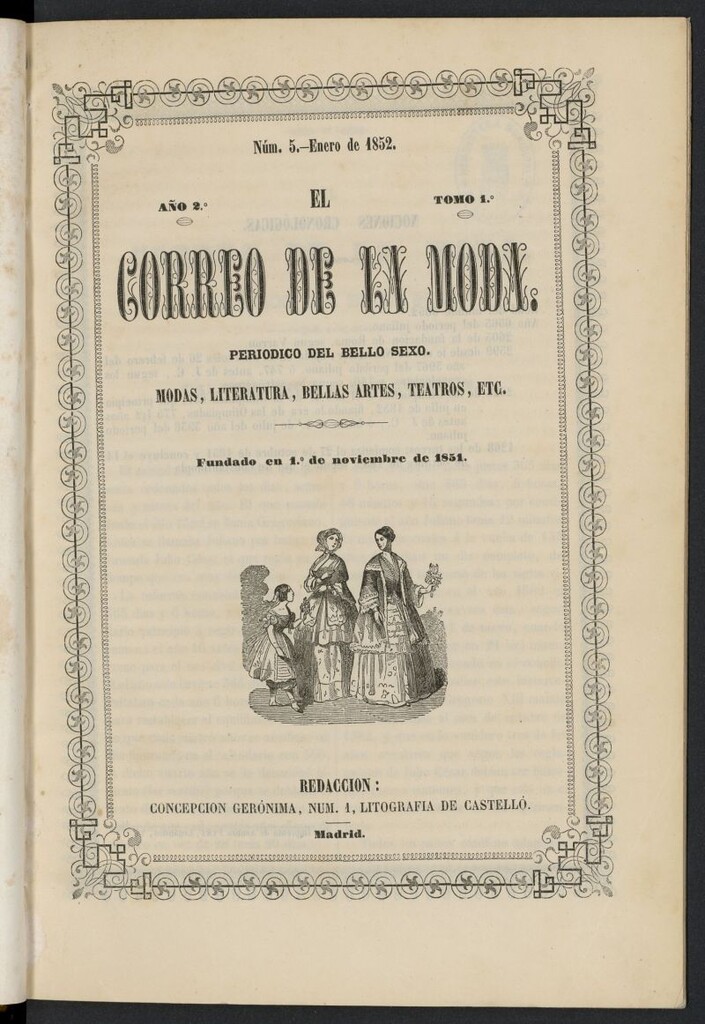 Núm. 5.—Enero de 1852.
AÑO 2.° EL TOMO 1.°
CORREO DE LA MODA.
PERIODICO DEL BELLO SEXO.
MODAS, LITERATURA, BELLAS ARTES, TEATROS, ETC.
Fundado en 1.° de noviembre de 1851.
REDACCION:
CONCEPCION GERÓNIMA, NUM. 1, LITOGRAFIA DE CASTELLÓ.
Madrid.